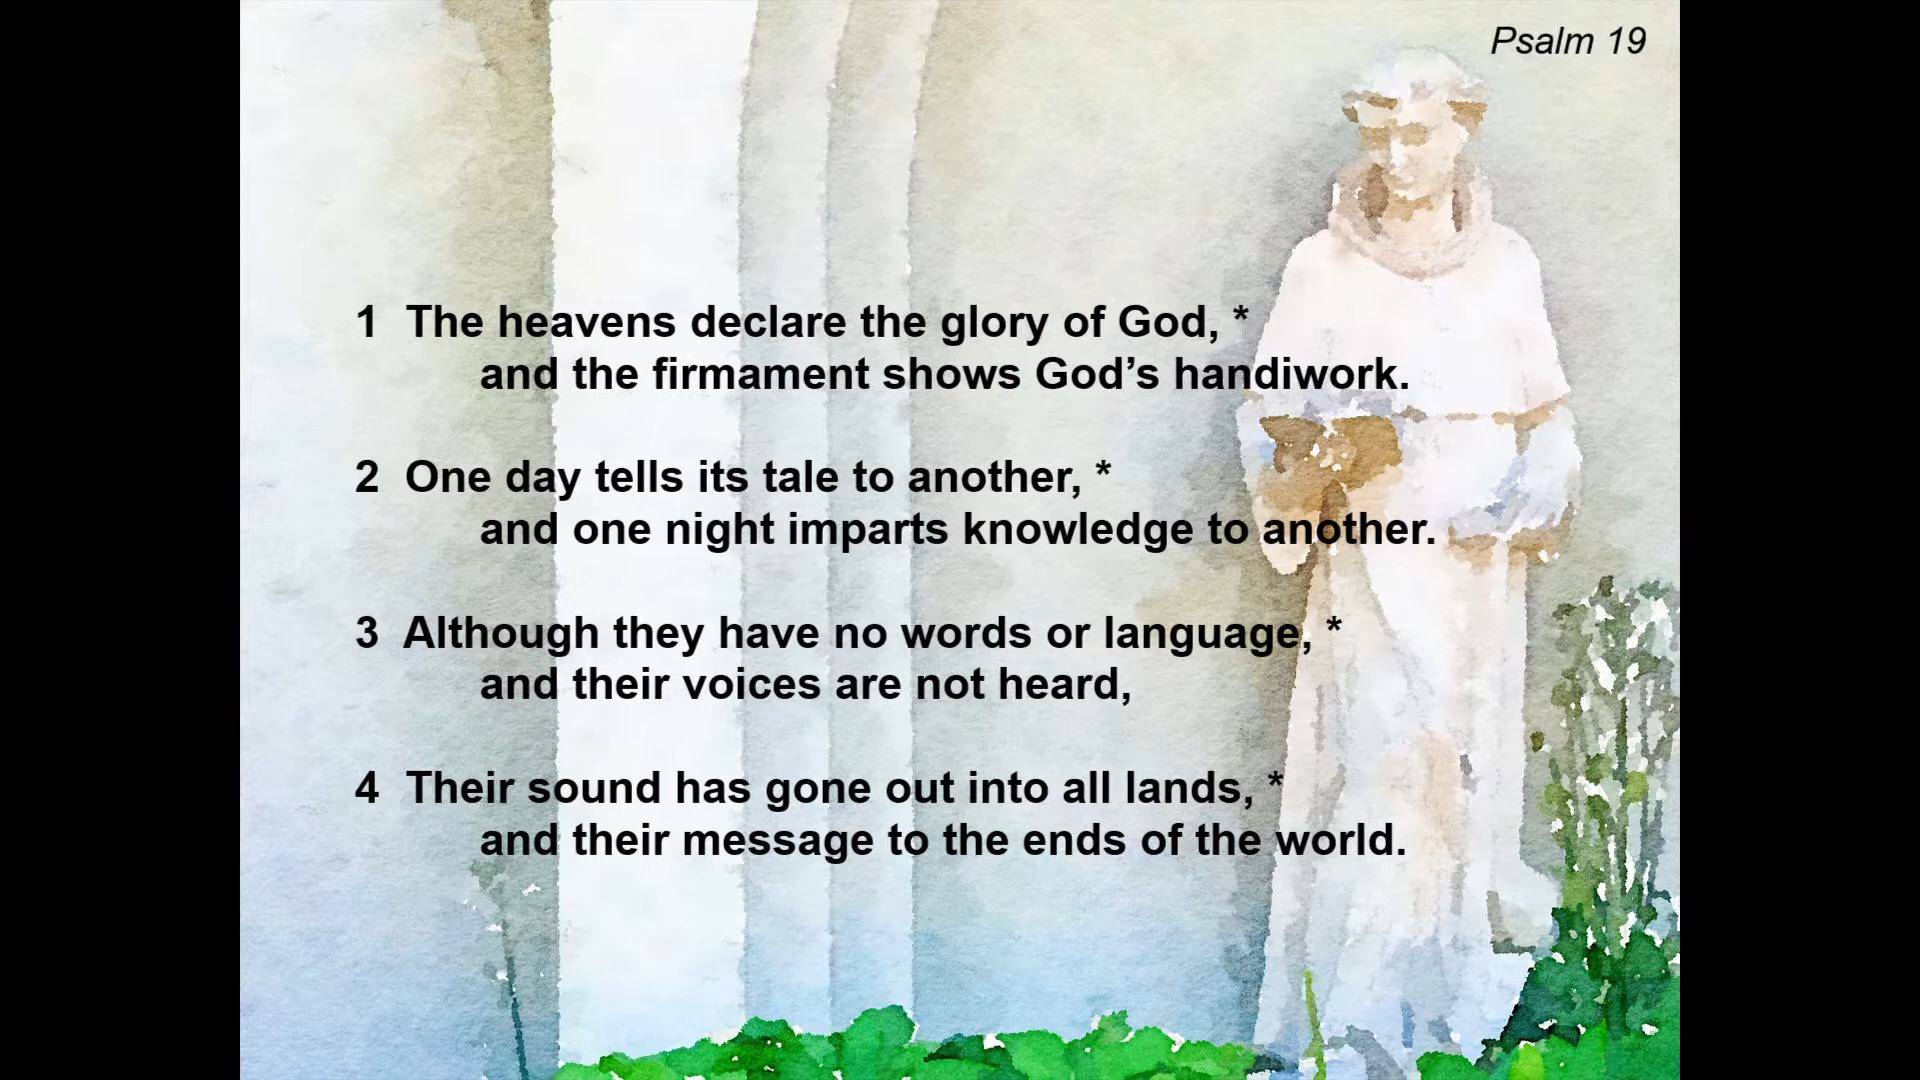 Psalm 19
1 The heavens declare the glory of God, *
and the firmament shows God’s handiwork.
2 One day tells its tale to another, *
and one night imparts knowledge to another.
3 Although they have no words or language, *
and their voices are not heard,
4 Their sound has gone out into all lands, *
and their message to the ends of the world.